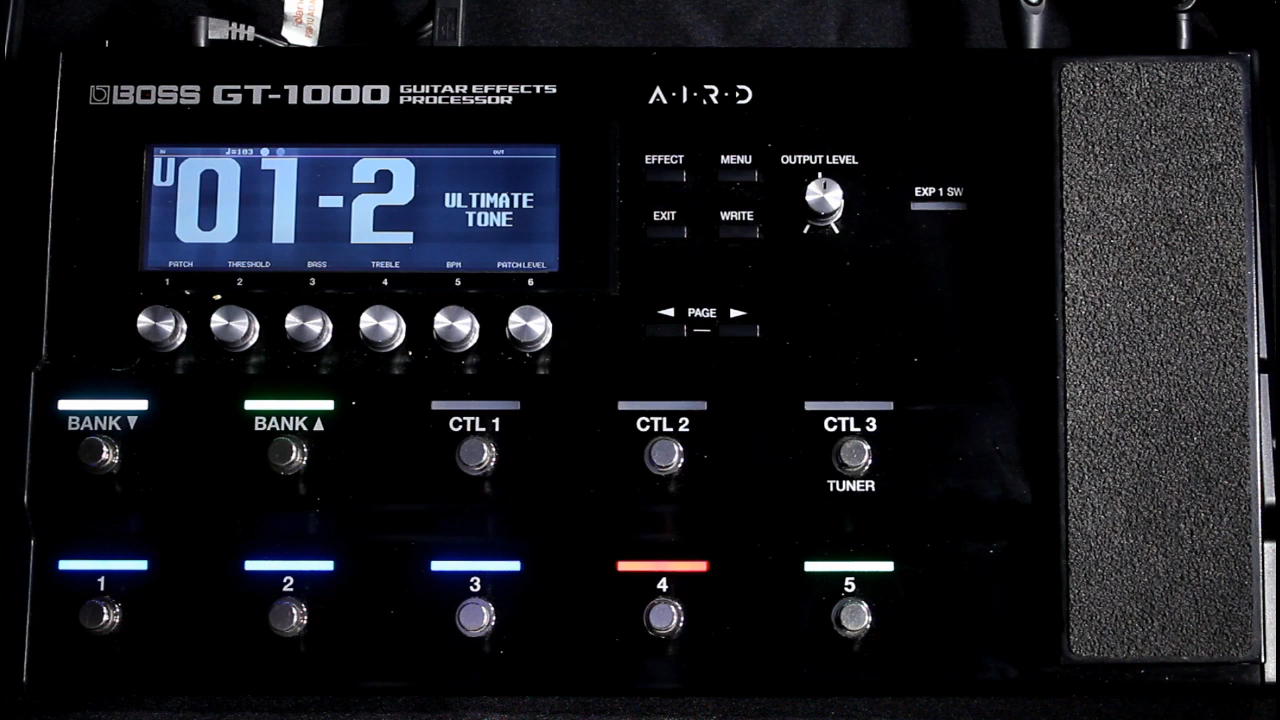 BOSS GT-1000 GUITAR EFFECTS
PROCESSOR
A·I·R·D
IN ♩=103 OUT
U01-2
ULTIMATE
TONE
PATCH THRESHOLD BASS TREBLE BPM PATCH LEVEL
1 2 3 4 5 6
EFFECT MENU OUTPUT LEVEL
EXP 1 SW
EXIT WRITE
◀ PAGE ▶
BANK ▼ BANK ▲ CTL 1 CTL 2 CTL 3
TUNER
1 2 3 4 5